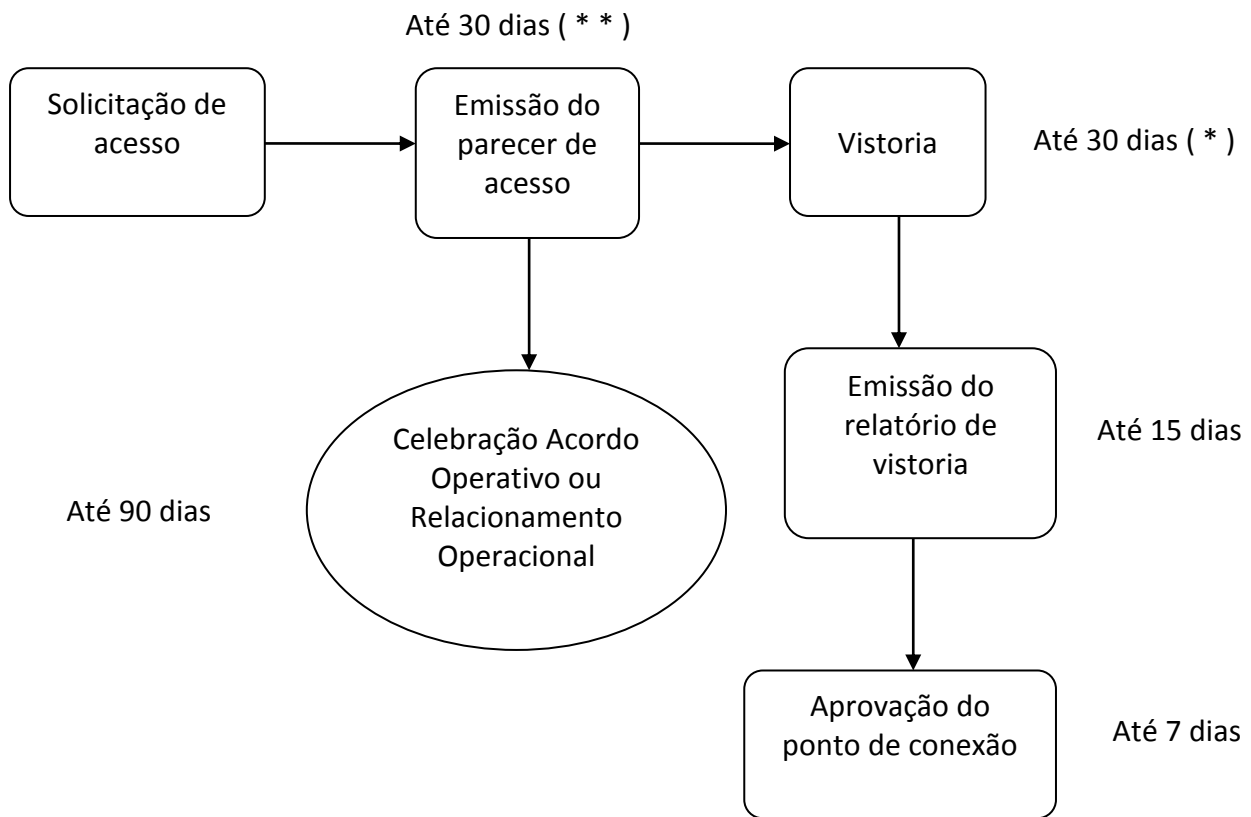 Até 30 dias ( * * )
Solicitação de
acesso
Emissão do
parecer de
acesso
Vistoria
Até 30 dias ( * )
Emissão do
relatório de
vistoria
Até 15 dias
Celebração Acordo
Operativo ou
Relacionamento
Operacional
Até 90 dias
Aprovação do
ponto de conexão
Até 7 dias